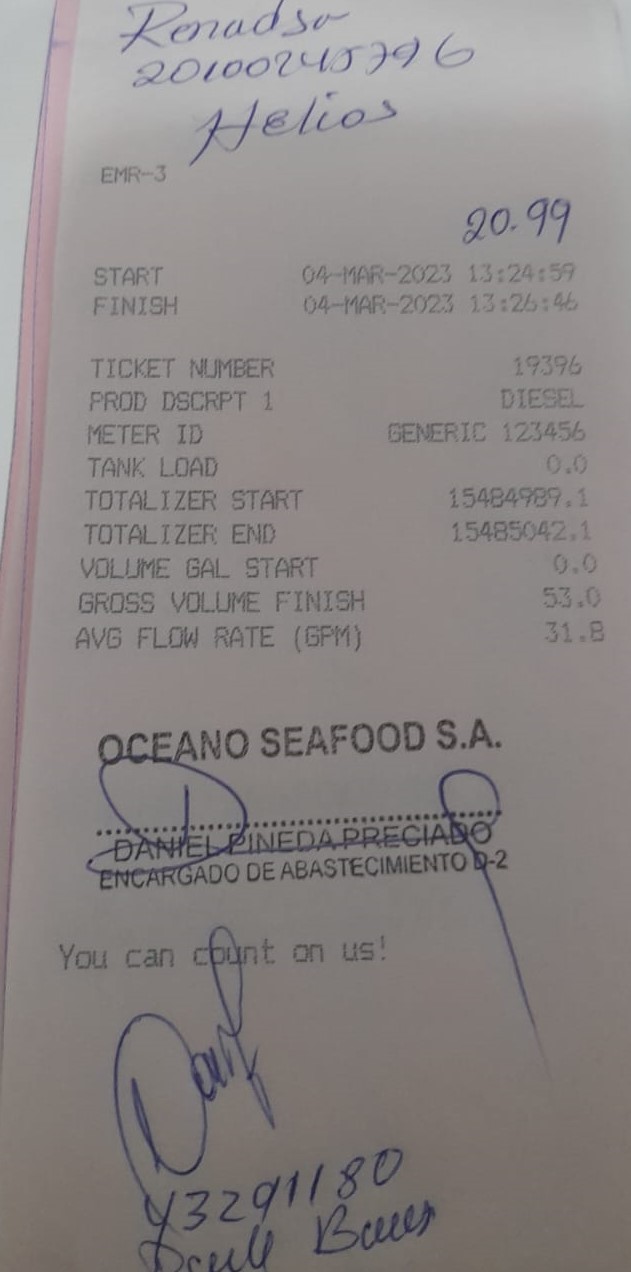 201002445796
Helios
EMR-3
20.99
START 04-MAR-2023 13:24:59
FINISH 04-MAR-2023 13:26:46
TICKET NUMBER 19396
PROD DSCRPT 1 DIESEL
METER ID GENERIC 123456
TANK LOAD 0.0
TOTALIZER START 15484989.1
TOTALIZER END 15485042.1
VOLUME GAL START 0.0
GROSS VOLUME FINISH 53.0
AVG FLOW RATE (GPM) 31.8
OCEANO SEAFOOD S.A.
DANIEL PINEDA PRECIADO
ENCARGADO DE ABASTECIMIENTO D-2
You can count on us!
43291180